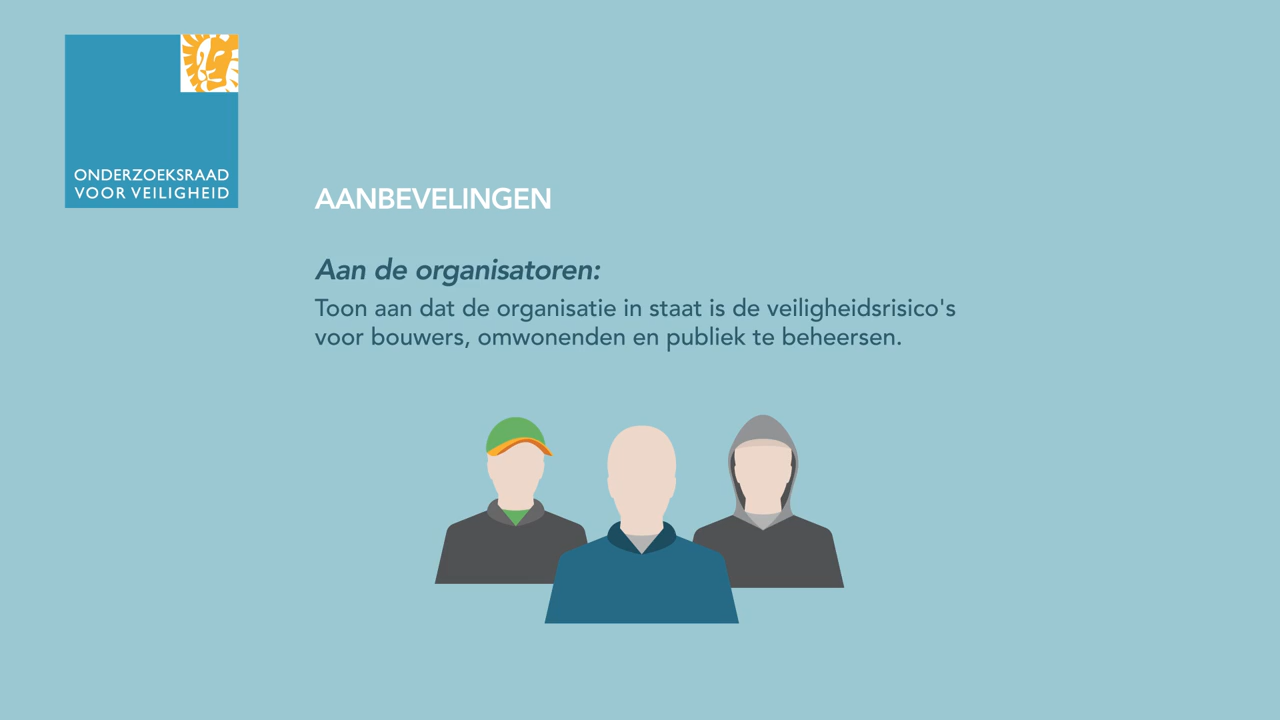 ONDERZOEKSRAAD
VOOR VEILIGHEID
AANBEVELINGEN
Aan de organisatoren:
Toon aan dat de organisatie in staat is de veiligheidsrisico's
voor bouwers, omwonenden en publiek te beheersen.